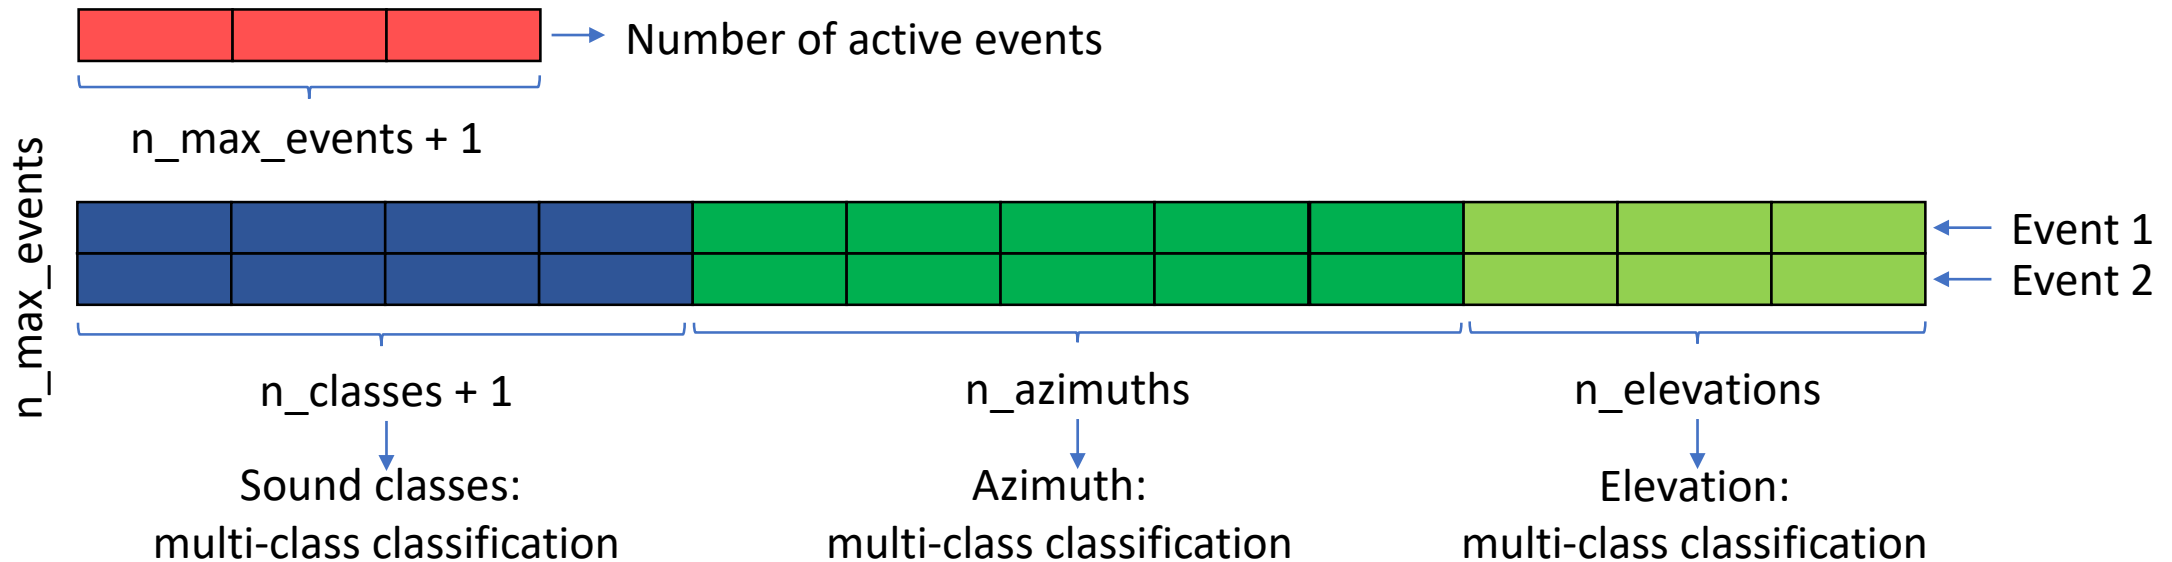 Number of active events
n_max_events + 1
n_max_events
Event 1
Event 2
n_classes + 1
n_azimuths
n_elevations
Sound classes:
multi-class classification
Azimuth:
multi-class classification
Elevation:
multi-class classification